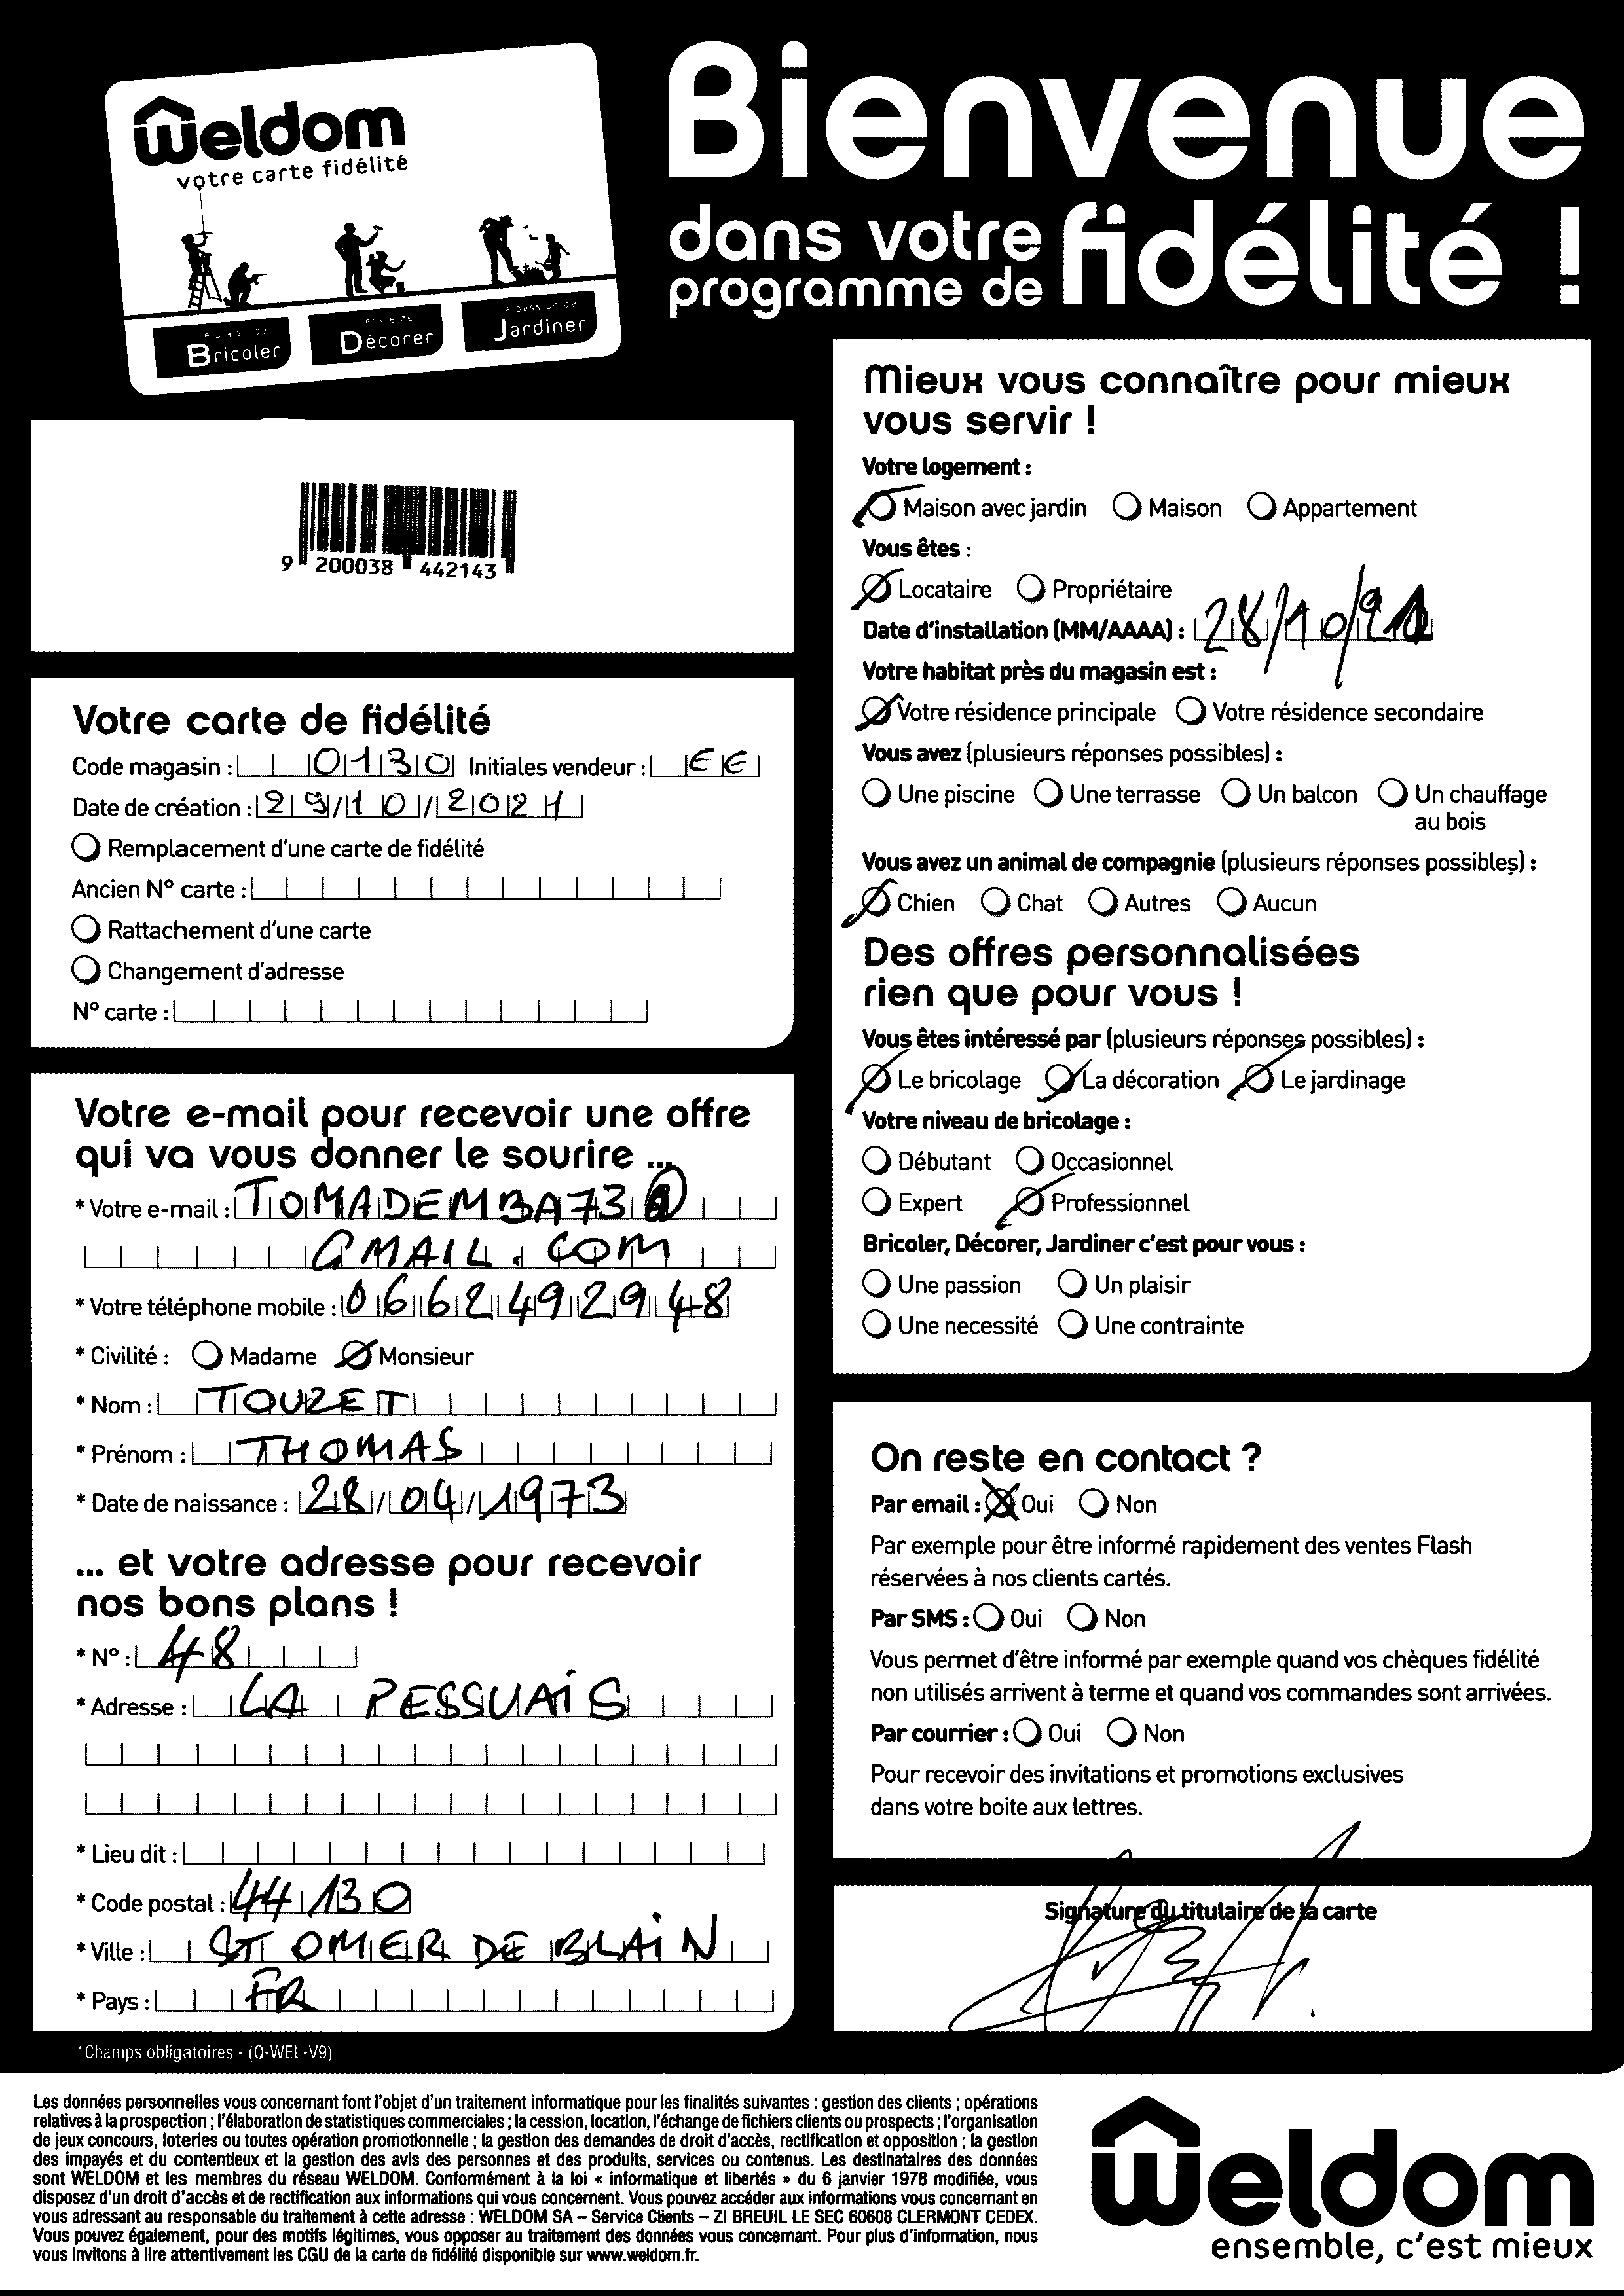 Weldom
votre carte fidélité
Bricoler
envie de
Décorer
la passion de
Jardiner
Bienvenue
dans votre
programme de fidélité !
9 200038 442143
Votre carte de fidélité
Code magasin : 0130 Initiales vendeur : EE
Date de création : 29/10/2021
Remplacement d'une carte de fidélité
Ancien N° carte :
Rattachement d'une carte
Changement d'adresse
N° carte :
Votre e-mail pour recevoir une offre
qui va vous donner le sourire ...
* Votre e-mail : TOMADEMBA73@
GMAIL.COM
* Votre téléphone mobile : 0662492948
* Civilité : Madame Monsieur
* Nom : TOUZET
* Prénom : THOMAS
* Date de naissance : 28/04/1973
... et votre adresse pour recevoir
nos bons plans !
* N° : 48
* Adresse : LA PESSUAIS
* Lieu dit :
* Code postal : 44130
* Ville : ST OMER DE BLAIN
* Pays : FR
*Champs obligatoires - (Q-WEL-V9)
Mieux vous connaître pour mieux
vous servir !
Votre logement :
Maison avec jardin Maison Appartement
Vous êtes :
Locataire Propriétaire
Date d'installation (MM/AAAA) : 28/10/21
Votre habitat près du magasin est :
Votre résidence principale Votre résidence secondaire
Vous avez (plusieurs réponses possibles) :
Une piscine Une terrasse Un balcon Un chauffage
au bois
Vous avez un animal de compagnie (plusieurs réponses possibles) :
Chien Chat Autres Aucun
Des offres personnalisées
rien que pour vous !
Vous êtes intéressé par (plusieurs réponses possibles) :
Le bricolage La décoration Le jardinage
Votre niveau de bricolage :
Débutant Occasionnel
Expert Professionnel
Bricoler, Décorer, Jardiner c'est pour vous :
Une passion Un plaisir
Une necessité Une contrainte
On reste en contact ?
Par email : Oui Non
Par exemple pour être informé rapidement des ventes Flash
réservées à nos clients cartés.
Par SMS : Oui Non
Vous permet d'être informé par exemple quand vos chèques fidélité
non utilisés arrivent à terme et quand vos commandes sont arrivées.
Par courrier : Oui Non
Pour recevoir des invitations et promotions exclusives
dans votre boite aux lettres.
Signature du titulaire de la carte
Les données personnelles vous concernant font l'objet d'un traitement informatique pour les finalités suivantes : gestion des clients ; opérations
relatives à la prospection ; l'élaboration de statistiques commerciales ; la cession, location, l'échange de fichiers clients ou prospects ; l'organisation
de jeux concours, loteries ou toutes opération promotionnelle ; la gestion des demandes de droit d'accès, rectification et opposition ; la gestion
des impayés et du contentieux et la gestion des avis des personnes et des produits, services ou contenus. Les destinataires des données
sont WELDOM et les membres du réseau WELDOM. Conformément à la loi « informatique et libertés » du 6 janvier 1978 modifiée, vous
disposez d'un droit d'accès et de rectification aux informations qui vous concernent. Vous pouvez accéder aux informations vous concernant en
vous adressant au responsable du traitement à cette adresse : WELDOM SA – Service Clients – ZI BREUIL LE SEC 60608 CLERMONT CEDEX.
Vous pouvez également, pour des motifs légitimes, vous opposer au traitement des données vous concernant. Pour plus d'information, nous
vous invitons à lire attentivement les CGU de la carte de fidélité disponible sur www.weldom.fr.
Weldom
ensemble, c'est mieux